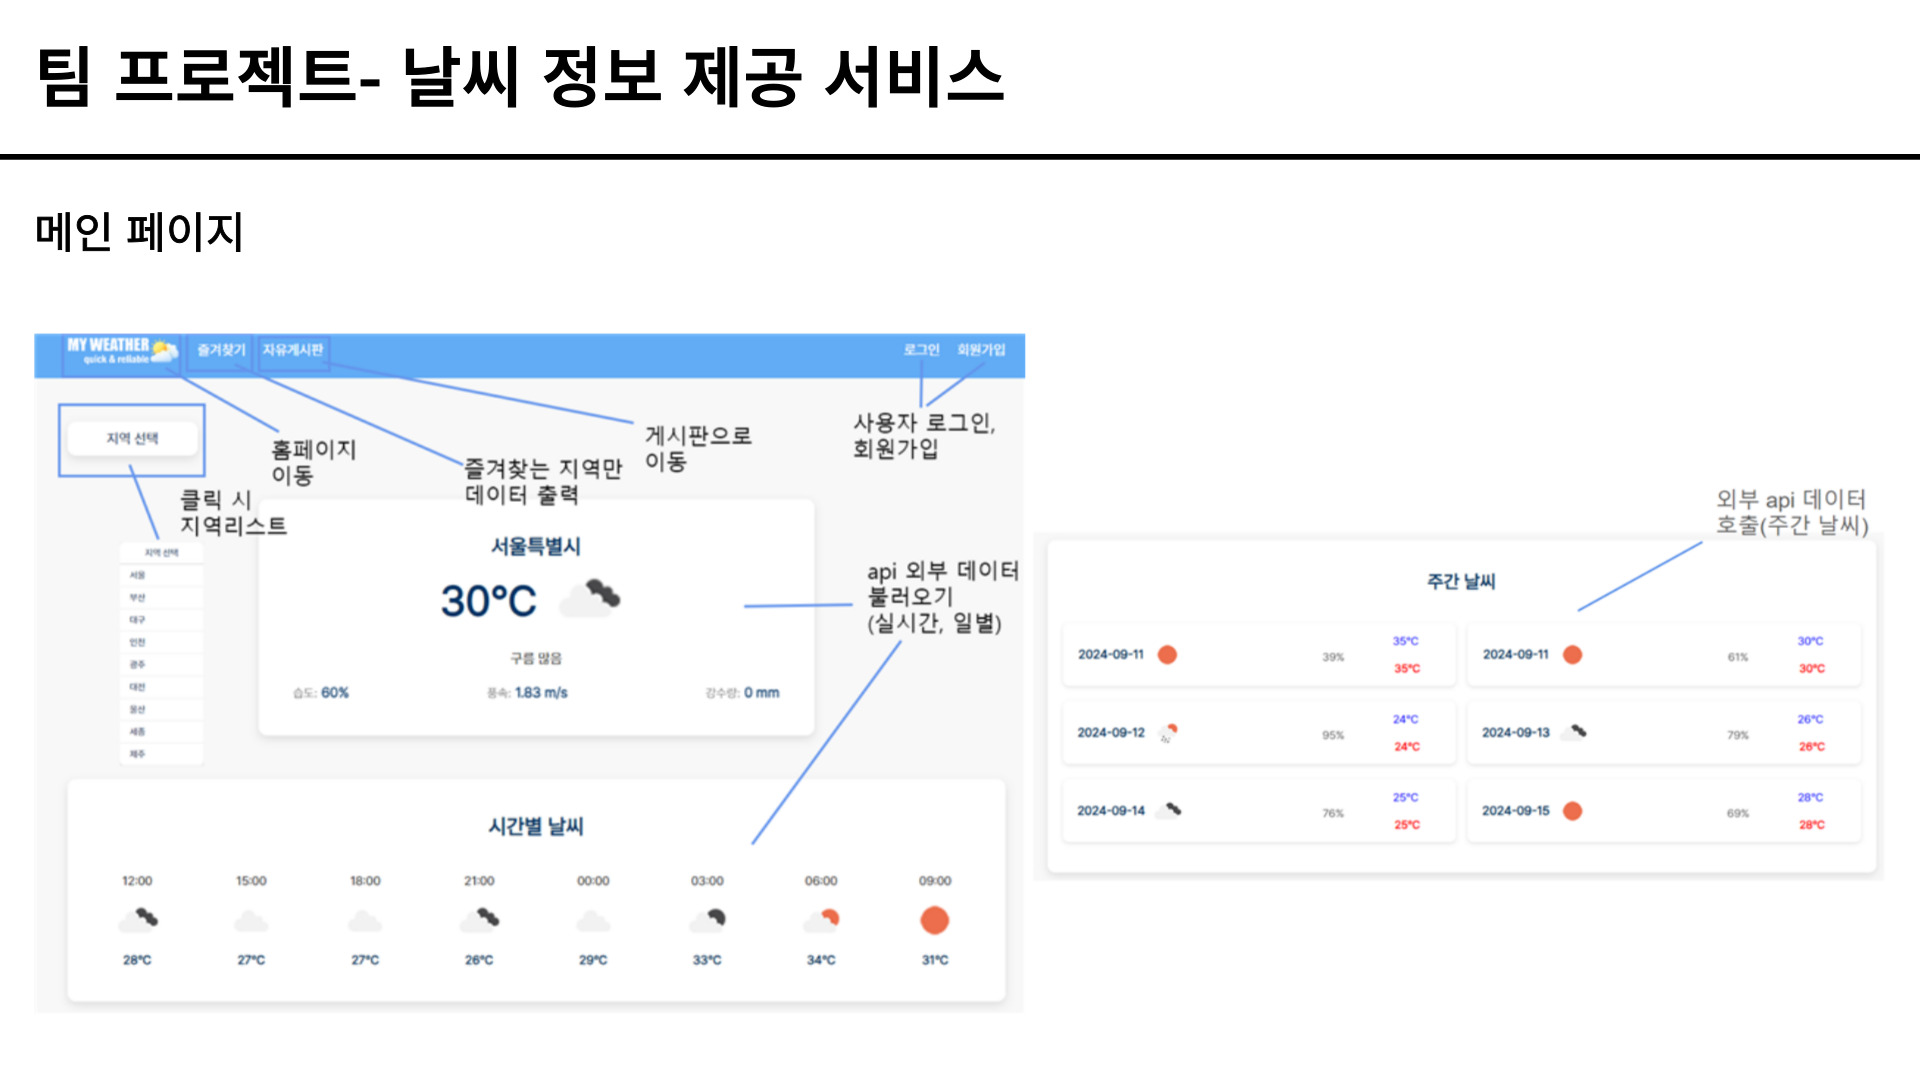 팀 프로젝트- 날씨 정보 제공 서비스
메인 페이지
MY WEATHER
quick & reliable
즐겨찾기
자유게시판
로그인
회원가입
지역 선택
홈페이지
이동
즐겨찾는 지역만
데이터 출력
게시판으로
이동
사용자 로그인,
회원가입
클릭 시
지역리스트
지역 선택
서울
부산
대구
인천
광주
대전
울산
세종
제주
서울특별시
30°C
구름 많음
습도: 60%
풍속: 1.83 m/s
강수량: 0 mm
api 외부 데이터
불러오기
(실시간, 일별)
시간별 날씨
12:00 15:00 18:00 21:00 00:00 03:00 06:00 09:00
28°C 27°C 27°C 26°C 29°C 33°C 34°C 31°C
외부 api 데이터
호출(주간 날씨)
주간 날씨
2024-09-11 39% 35°C
35°C
2024-09-11 61% 30°C
30°C
2024-09-12 95% 24°C
24°C
2024-09-13 79% 26°C
26°C
2024-09-14 76% 25°C
25°C
2024-09-15 69% 28°C
28°C